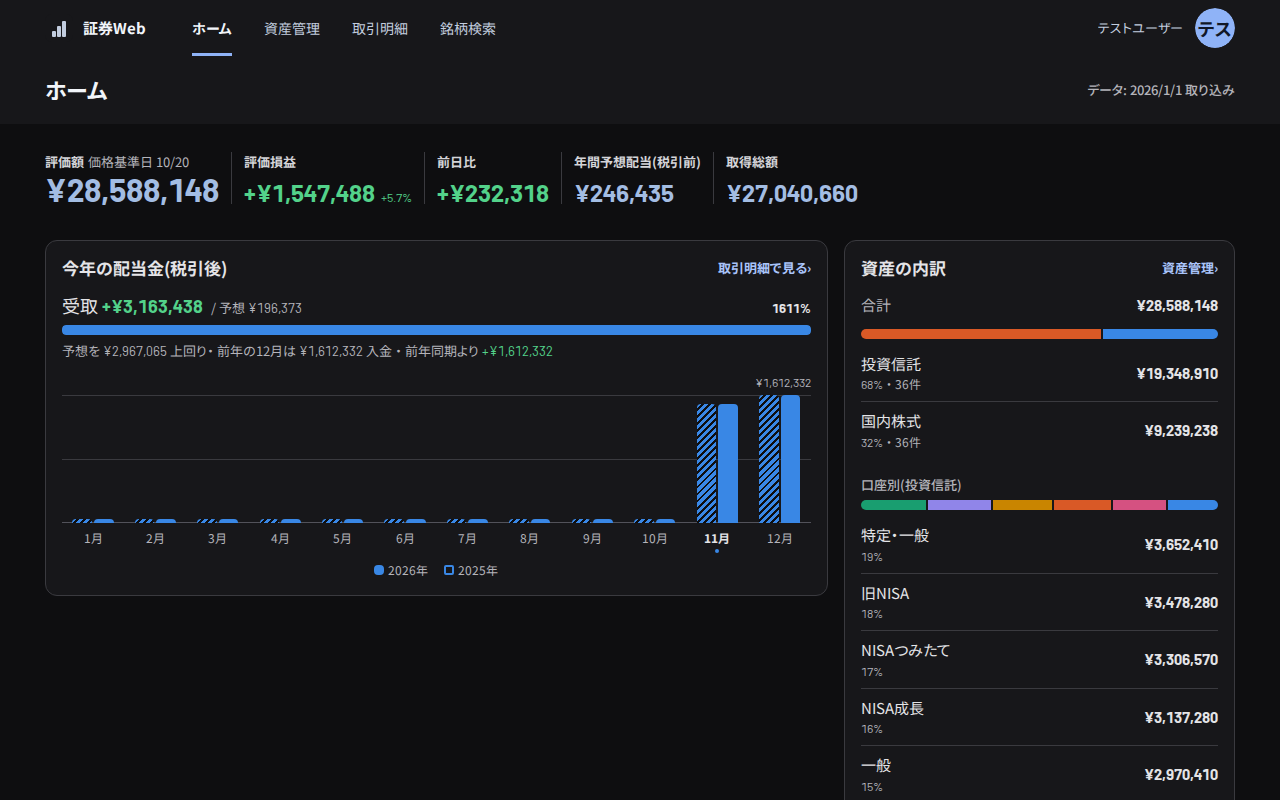 証券Web
ホーム
資産管理
取引明細
銘柄検索
テストユーザー
テス
ホーム
データ: 2026/1/1 取り込み
評価額 価格基準日 10/20
¥28,588,148
評価損益
+¥1,547,488 +5.7%
前日比
+¥232,318
年間予想配当(税引前)
¥246,435
取得総額
¥27,040,660
今年の配当金(税引後)
取引明細で見る›
受取 +¥3,163,438 / 予想 ¥196,373
1611%
予想を ¥2,967,065 上回り・前年の12月は ¥1,612,332 入金・前年同期より +¥1,612,332
¥1,612,332
1月 2月 3月 4月 5月 6月 7月 8月 9月 10月 11月 12月
2026年 2025年
資産の内訳
資産管理›
合計
¥28,588,148
投資信託
¥19,348,910
68%・36件
国内株式
¥9,239,238
32%・36件
口座別(投資信託)
特定・一般
¥3,652,410
19%
旧NISA
¥3,478,280
18%
NISAつみたて
¥3,306,570
17%
NISA成長
¥3,137,280
16%
一般
¥2,970,410
15%